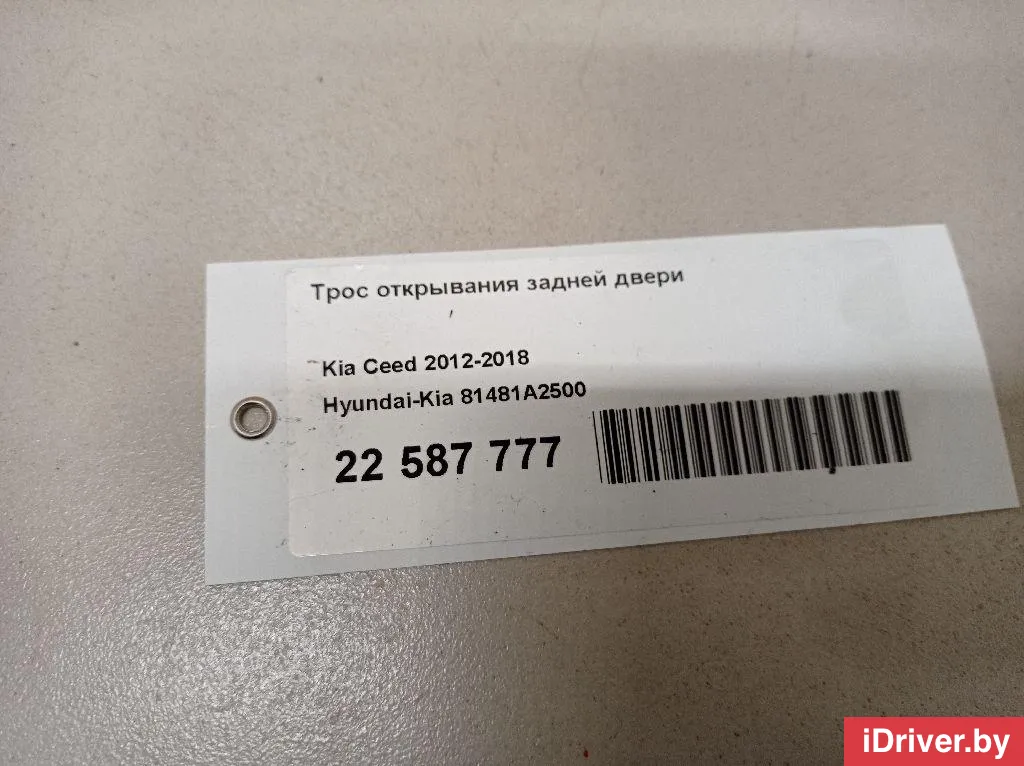 Трос открывания задней двери
Kia Ceed 2012-2018
Hyundai-Kia 81481A2500
22 587 777
iDriver.by